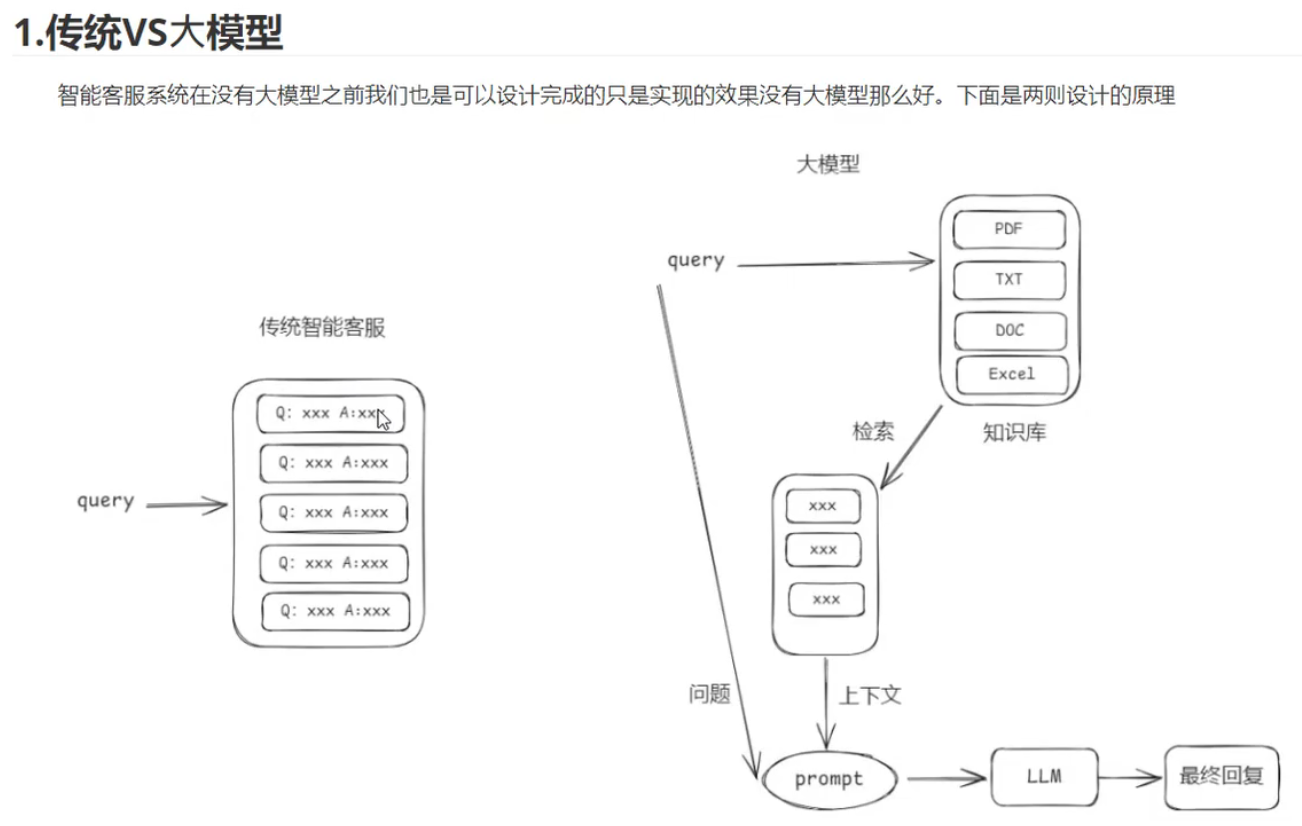 1.传统VS大模型
智能客服系统在没有大模型之前我们也是可以设计完成的只是实现的效果没有大模型那么好。下面是两则设计的原理
传统智能客服
query
Q: xxx A:xxx
Q: xxx A:xxx
Q: xxx A:xxx
Q: xxx A:xxx
Q: xxx A:xxx
大模型
query
PDF
TXT
DOC
Excel
检索
知识库
xxx
xxx
xxx
问题
上下文
prompt
LLM
最终回复